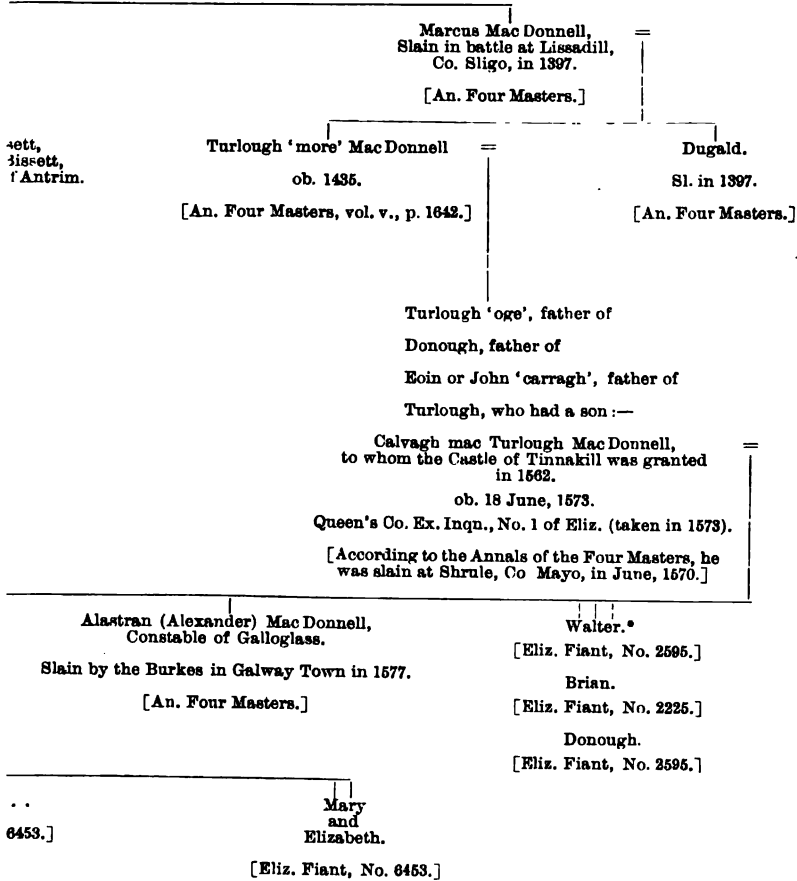 Marcus Mac Donnell,
Slain in battle at Lissadill,
Co. Sligo, in 1397.
[An. Four Masters.]
ett,
issett,
Antrim.
Turlough ‘more’ Mac Donnell
ob. 1435.
[An. Four Masters, vol. v., p. 1642.]
Dugald.
Sl. in 1397.
[An. Four Masters.]
Turlough ‘oge’, father of
Donough, father of
Eoin or John ‘carragh’, father of
Turlough, who had a son :—
Calvagh mac Turlough Mac Donnell,
to whom the Castle of Tinnakill was granted
in 1562.
ob. 18 June, 1573.
Queen's Co. Ex. Inqn., No. 1 of Eliz. (taken in 1573).
[According to the Annals of the Four Masters, he
was slain at Shrule, Co Mayo, in June, 1570.]
Alastran (Alexander) Mac Donnell,
Constable of Galloglass.
Slain by the Burkes in Galway Town in 1577.
[An. Four Masters.]
Walter.*
[Eliz. Fiant, No. 2595.]
Brian.
[Eliz. Fiant, No. 2225.]
Donough.
[Eliz. Fiant, No. 2595.]
. .
6453.]
Mary
and
Elizabeth.
[Eliz. Fiant, No. 6453.]